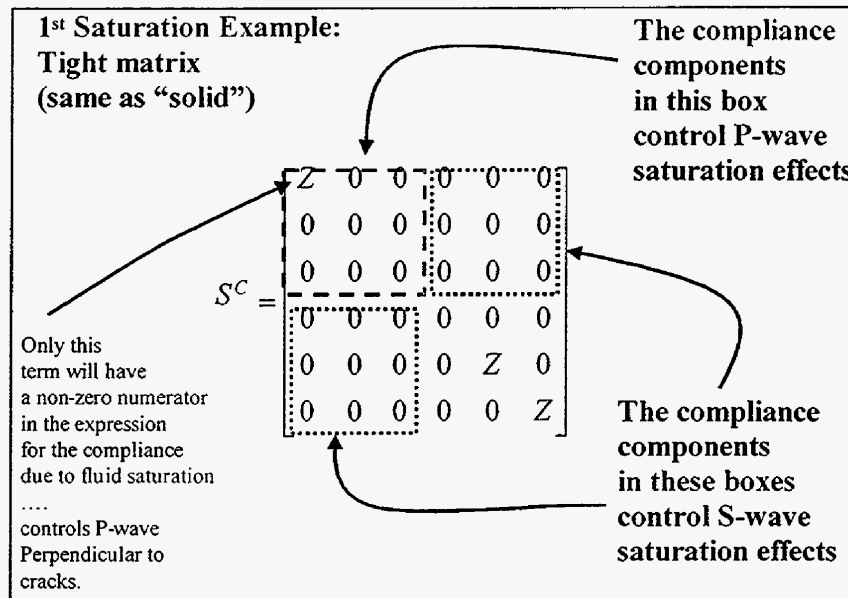 1st Saturation Example:
Tight matrix
(same as “solid”)
The compliance
components
in this box
control P-wave
saturation effects
Z 0 0 0 0 0
0 0 0 0 0 0
0 0 0 0 0 0
S^C =
0 0 0 0 0 0
0 0 0 0 Z 0
0 0 0 0 0 Z
Only this
term will have
a non-zero numerator
in the expression
for the compliance
due to fluid saturation
....
controls P-wave
Perpendicular to
cracks.
The compliance
components
in these boxes
control S-wave
saturation effects